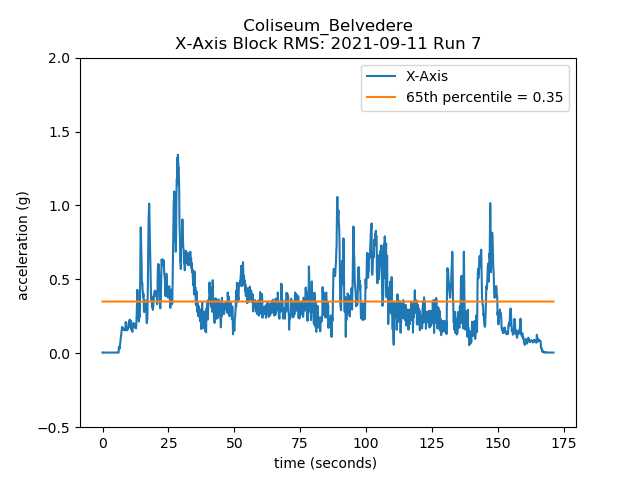 Coliseum_Belvedere
X-Axis Block RMS: 2021-09-11 Run 7
X-Axis
65th percentile = 0.35
acceleration (g)
2.0
1.5
1.0
0.5
0.0
−0.5
0 25 50 75 100 125 150 175
time (seconds)